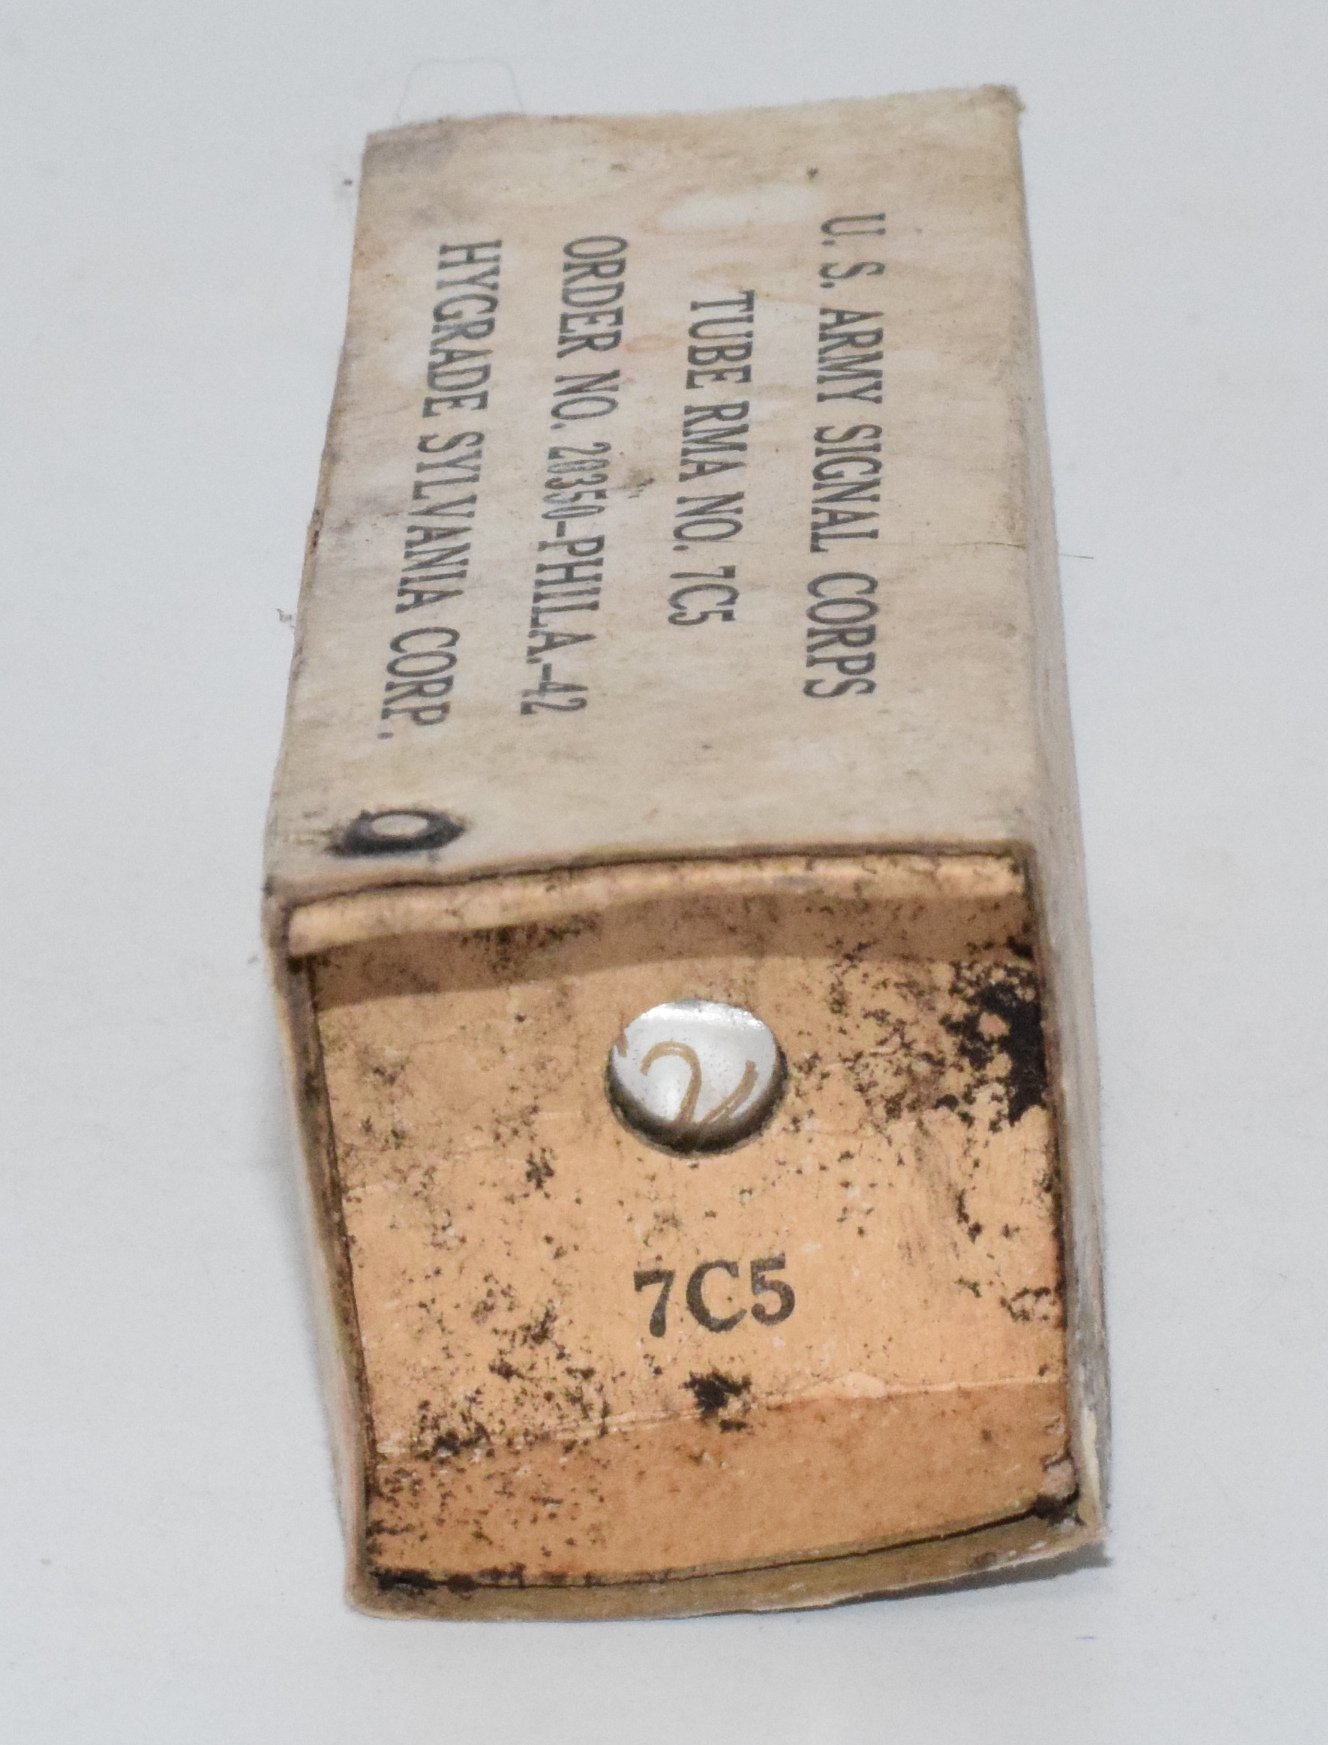 U. S. ARMY SIGNAL CORPS
TUBE RMA NO. 7C5
ORDER NO. 20350-PHILA.-42
HYGRADE SYLVANIA CORP.
7C5